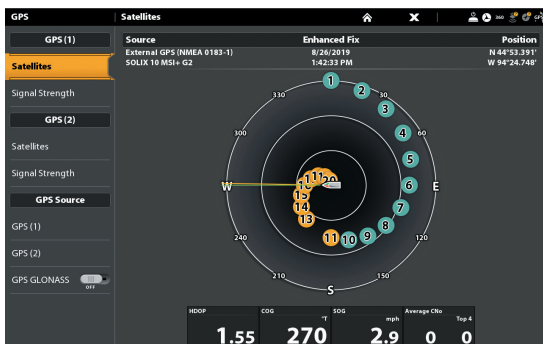 GPS
Satellites
X
360
GPS
GPS (1)
Satellites
Signal Strength
GPS (2)
Satellites
Signal Strength
GPS Source
GPS (1)
GPS (2)
GPS GLONASS
OFF
Source
Enhanced Fix
Position
External GPS (NMEA 0183-1)
8/26/2019
N 44°53.391'
SOLIX 10 MSI+ G2
1:42:33 PM
W 94°24.748'
330
30
300
60
W
E
240
120
210
150
S
1
2
3
4
5
6
7
8
9
10
11
13
14
HDOP
1.55
COG
°T
270
SOG
mph
2.9
Average CNo
Top 4
0
0